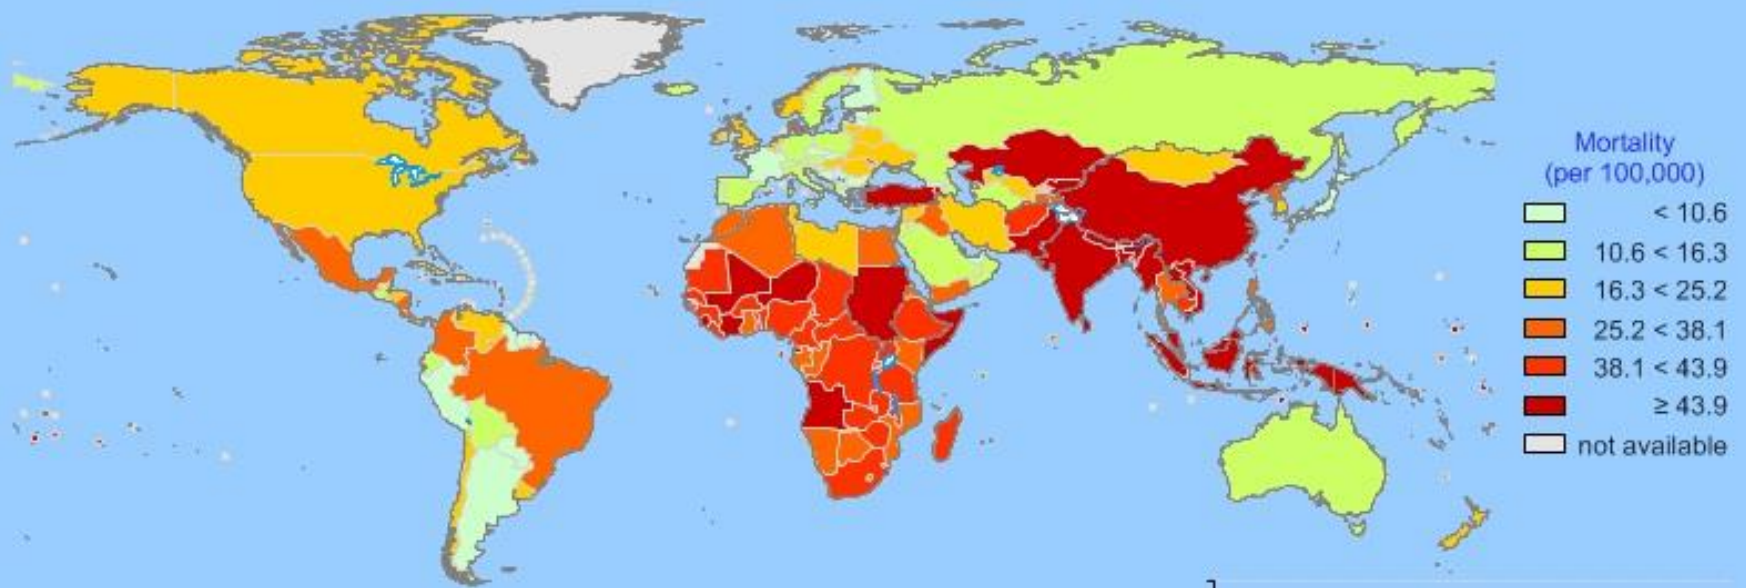 Mortality
(per 100,000)
< 10.6
10.6 < 16.3
16.3 < 25.2
25.2 < 38.1
38.1 < 43.9
≥ 43.9
not available